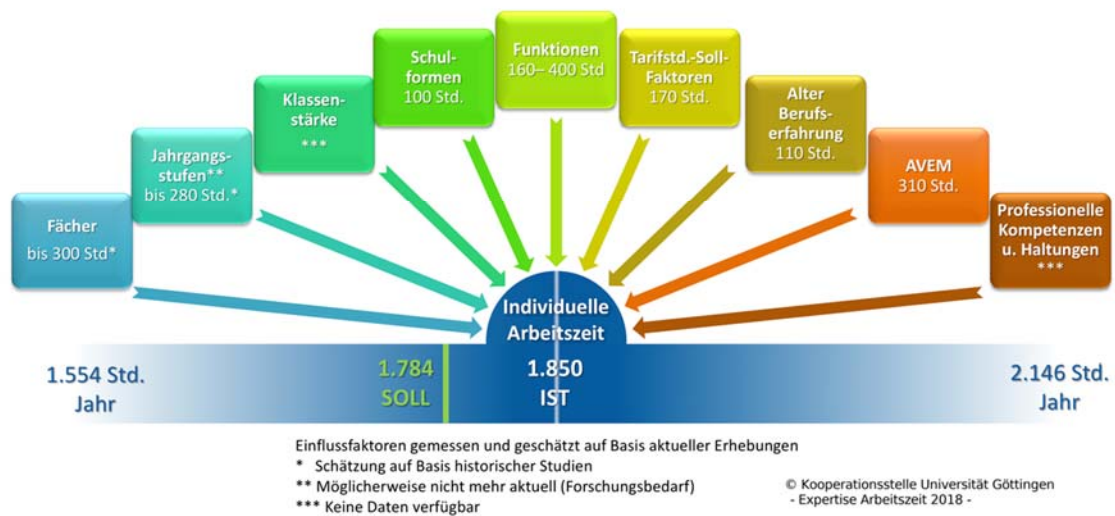 Fächer
bis 300 Std*
Jahrgangs-
stufen**
bis 280 Std.*
Klassen-
stärke
***
Schul-
formen
100 Std.
Funktionen
160– 400 Std
Tarifstd.-Soll-
Faktoren
170 Std.
Alter
Berufs-
erfahrung
110 Std.
AVEM
310 Std.
Professionelle
Kompetenzen
u. Haltungen
***
Individuelle
Arbeitszeit
1.554 Std.
Jahr
1.784
SOLL
1.850
IST
2.146 Std.
Jahr
Einflussfaktoren gemessen und geschätzt auf Basis aktueller Erhebungen
* Schätzung auf Basis historischer Studien
** Möglicherweise nicht mehr aktuell (Forschungsbedarf)
*** Keine Daten verfügbar
© Kooperationsstelle Universität Göttingen
- Expertise Arbeitszeit 2018 -